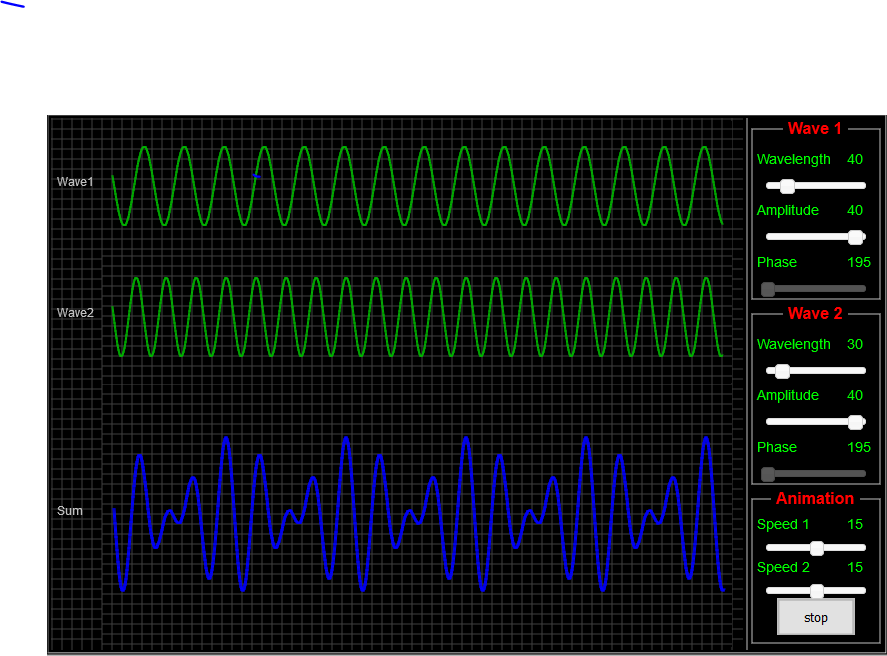 Wave1
Wave2
Sum
Wave 1
Wavelength 40
Amplitude 40
Phase 195
Wave 2
Wavelength 30
Amplitude 40
Phase 195
Animation
Speed 1 15
Speed 2 15
stop